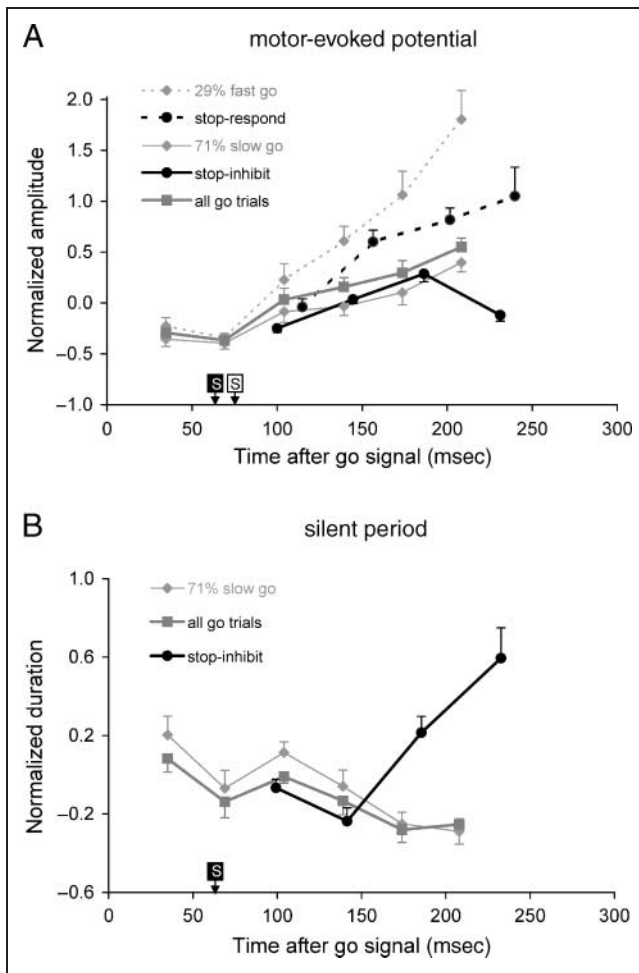 A
motor-evoked potential
29% fast go
stop-respond
71% slow go
stop-inhibit
all go trials
Normalized amplitude
2.0
1.5
1.0
0.5
0.0
−0.5
−1.0
S S
0 50 100 150 200 250 300
Time after go signal (msec)
B
silent period
71% slow go
all go trials
stop-inhibit
Normalized duration
1.0
0.6
0.2
−0.2
−0.6
S
0 50 100 150 200 250 300
Time after go signal (msec)